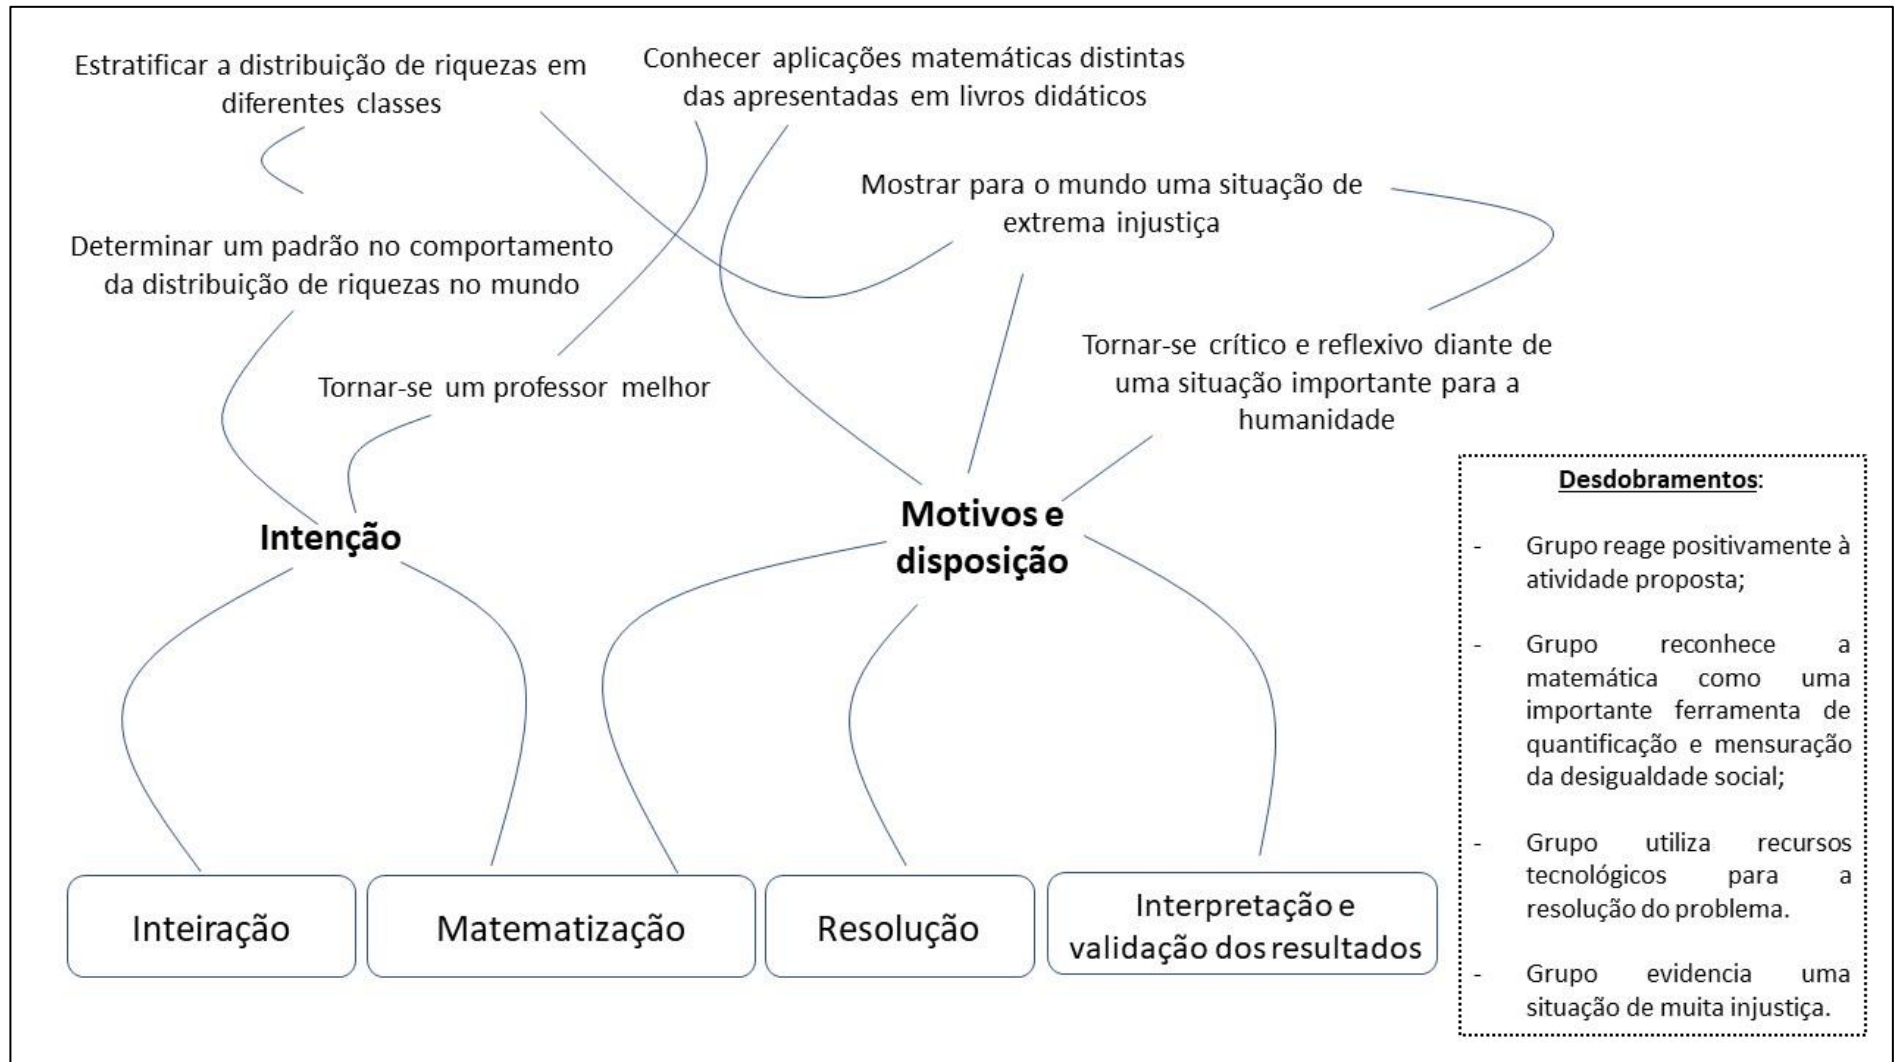 Estratificar a distribuição de riquezas em
diferentes classes
Conhecer aplicações matemáticas distintas
das apresentadas em livros didáticos
Mostrar para o mundo uma situação de
extrema injustiça
Determinar um padrão no comportamento
da distribuição de riquezas no mundo
Tornar-se um professor melhor
Tornar-se crítico e reflexivo diante de
uma situação importante para a
humanidade
Intenção
Motivos e
disposição
Inteiração
Matematização
Resolução
Interpretação e
validação dos resultados
Desdobramentos:
- Grupo reage positivamente à
atividade proposta;
- Grupo reconhece a
matemática como uma
importante ferramenta de
quantificação e mensuração
da desigualdade social;
- Grupo utiliza recursos
tecnológicos para a
resolução do problema.
- Grupo evidencia uma
situação de muita injustiça.